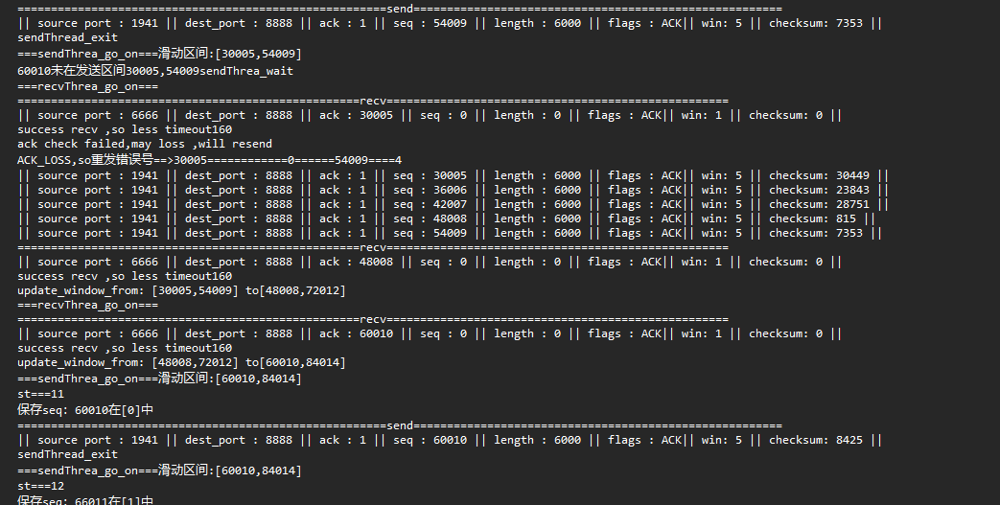 =====================================================send=====================================================
|| source port : 1941 || dest_port : 8888 || ack : 1 || seq : 54009 || length : 6000 || flags : ACK|| win: 5 || checksum: 7353 ||
sendThread_exit
===sendThrea_go_on===滑动区间:[30005,54009]
60010未在发送区间30005,54009sendThrea_wait
===recvThrea_go_on===
=================================================recv=================================================
|| source port : 6666 || dest_port : 8888 || ack : 30005 || seq : 0 || length : 0 || flags : ACK|| win: 1 || checksum: 0 ||
success recv ,so less timeout160
ack check failed,may loss ,will resend
ACK_LOSS,so重发错误号==>30005============0======54009====4
|| source port : 1941 || dest_port : 8888 || ack : 1 || seq : 30005 || length : 6000 || flags : ACK|| win: 5 || checksum: 30449 ||
|| source port : 1941 || dest_port : 8888 || ack : 1 || seq : 36006 || length : 6000 || flags : ACK|| win: 5 || checksum: 23843 ||
|| source port : 1941 || dest_port : 8888 || ack : 1 || seq : 42007 || length : 6000 || flags : ACK|| win: 5 || checksum: 28751 ||
|| source port : 1941 || dest_port : 8888 || ack : 1 || seq : 48008 || length : 6000 || flags : ACK|| win: 5 || checksum: 815 ||
|| source port : 1941 || dest_port : 8888 || ack : 1 || seq : 54009 || length : 6000 || flags : ACK|| win: 5 || checksum: 7353 ||
=================================================recv=================================================
|| source port : 6666 || dest_port : 8888 || ack : 48008 || seq : 0 || length : 0 || flags : ACK|| win: 1 || checksum: 0 ||
success recv ,so less timeout160
update_window_from: [30005,54009] to[48008,72012]
===recvThrea_go_on===
=================================================recv=================================================
|| source port : 6666 || dest_port : 8888 || ack : 60010 || seq : 0 || length : 0 || flags : ACK|| win: 1 || checksum: 0 ||
success recv ,so less timeout160
update_window_from: [48008,72012] to[60010,84014]
===sendThrea_go_on===滑动区间:[60010,84014]
st===11
保存seq: 60010在[0]中
=====================================================send=====================================================
|| source port : 1941 || dest_port : 8888 || ack : 1 || seq : 60010 || length : 6000 || flags : ACK|| win: 5 || checksum: 8425 ||
sendThread_exit
===sendThrea_go_on===滑动区间:[60010,84014]
st===12
保存seq: 66011在[1]中